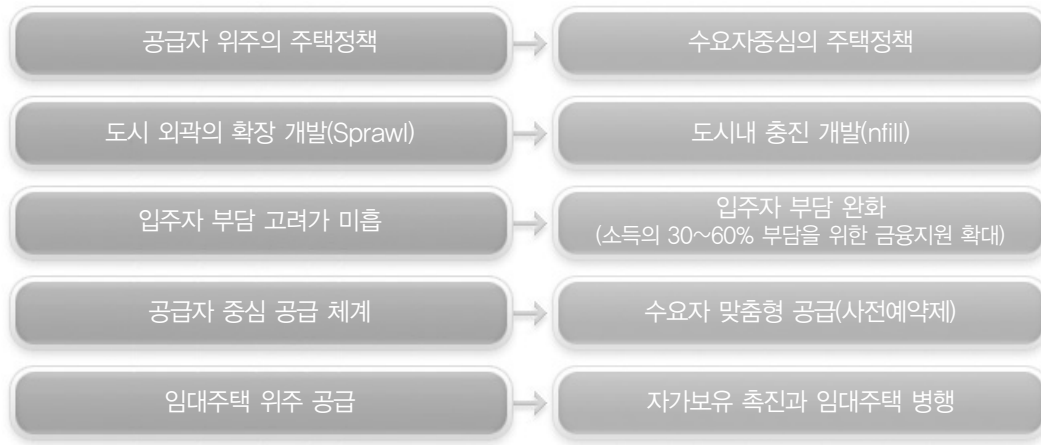 공급자 위주의 주택정책
수요자중심의 주택정책
도시 외곽의 확장 개발(Sprawl)
도시내 충진 개발(nfill)
입주자 부담 고려가 미흡
입주자 부담 완화
(소득의 30~60% 부담을 위한 금융지원 확대)
공급자 중심 공급 체계
수요자 맞춤형 공급(사전예약제)
임대주택 위주 공급
자가보유 촉진과 임대주택 병행